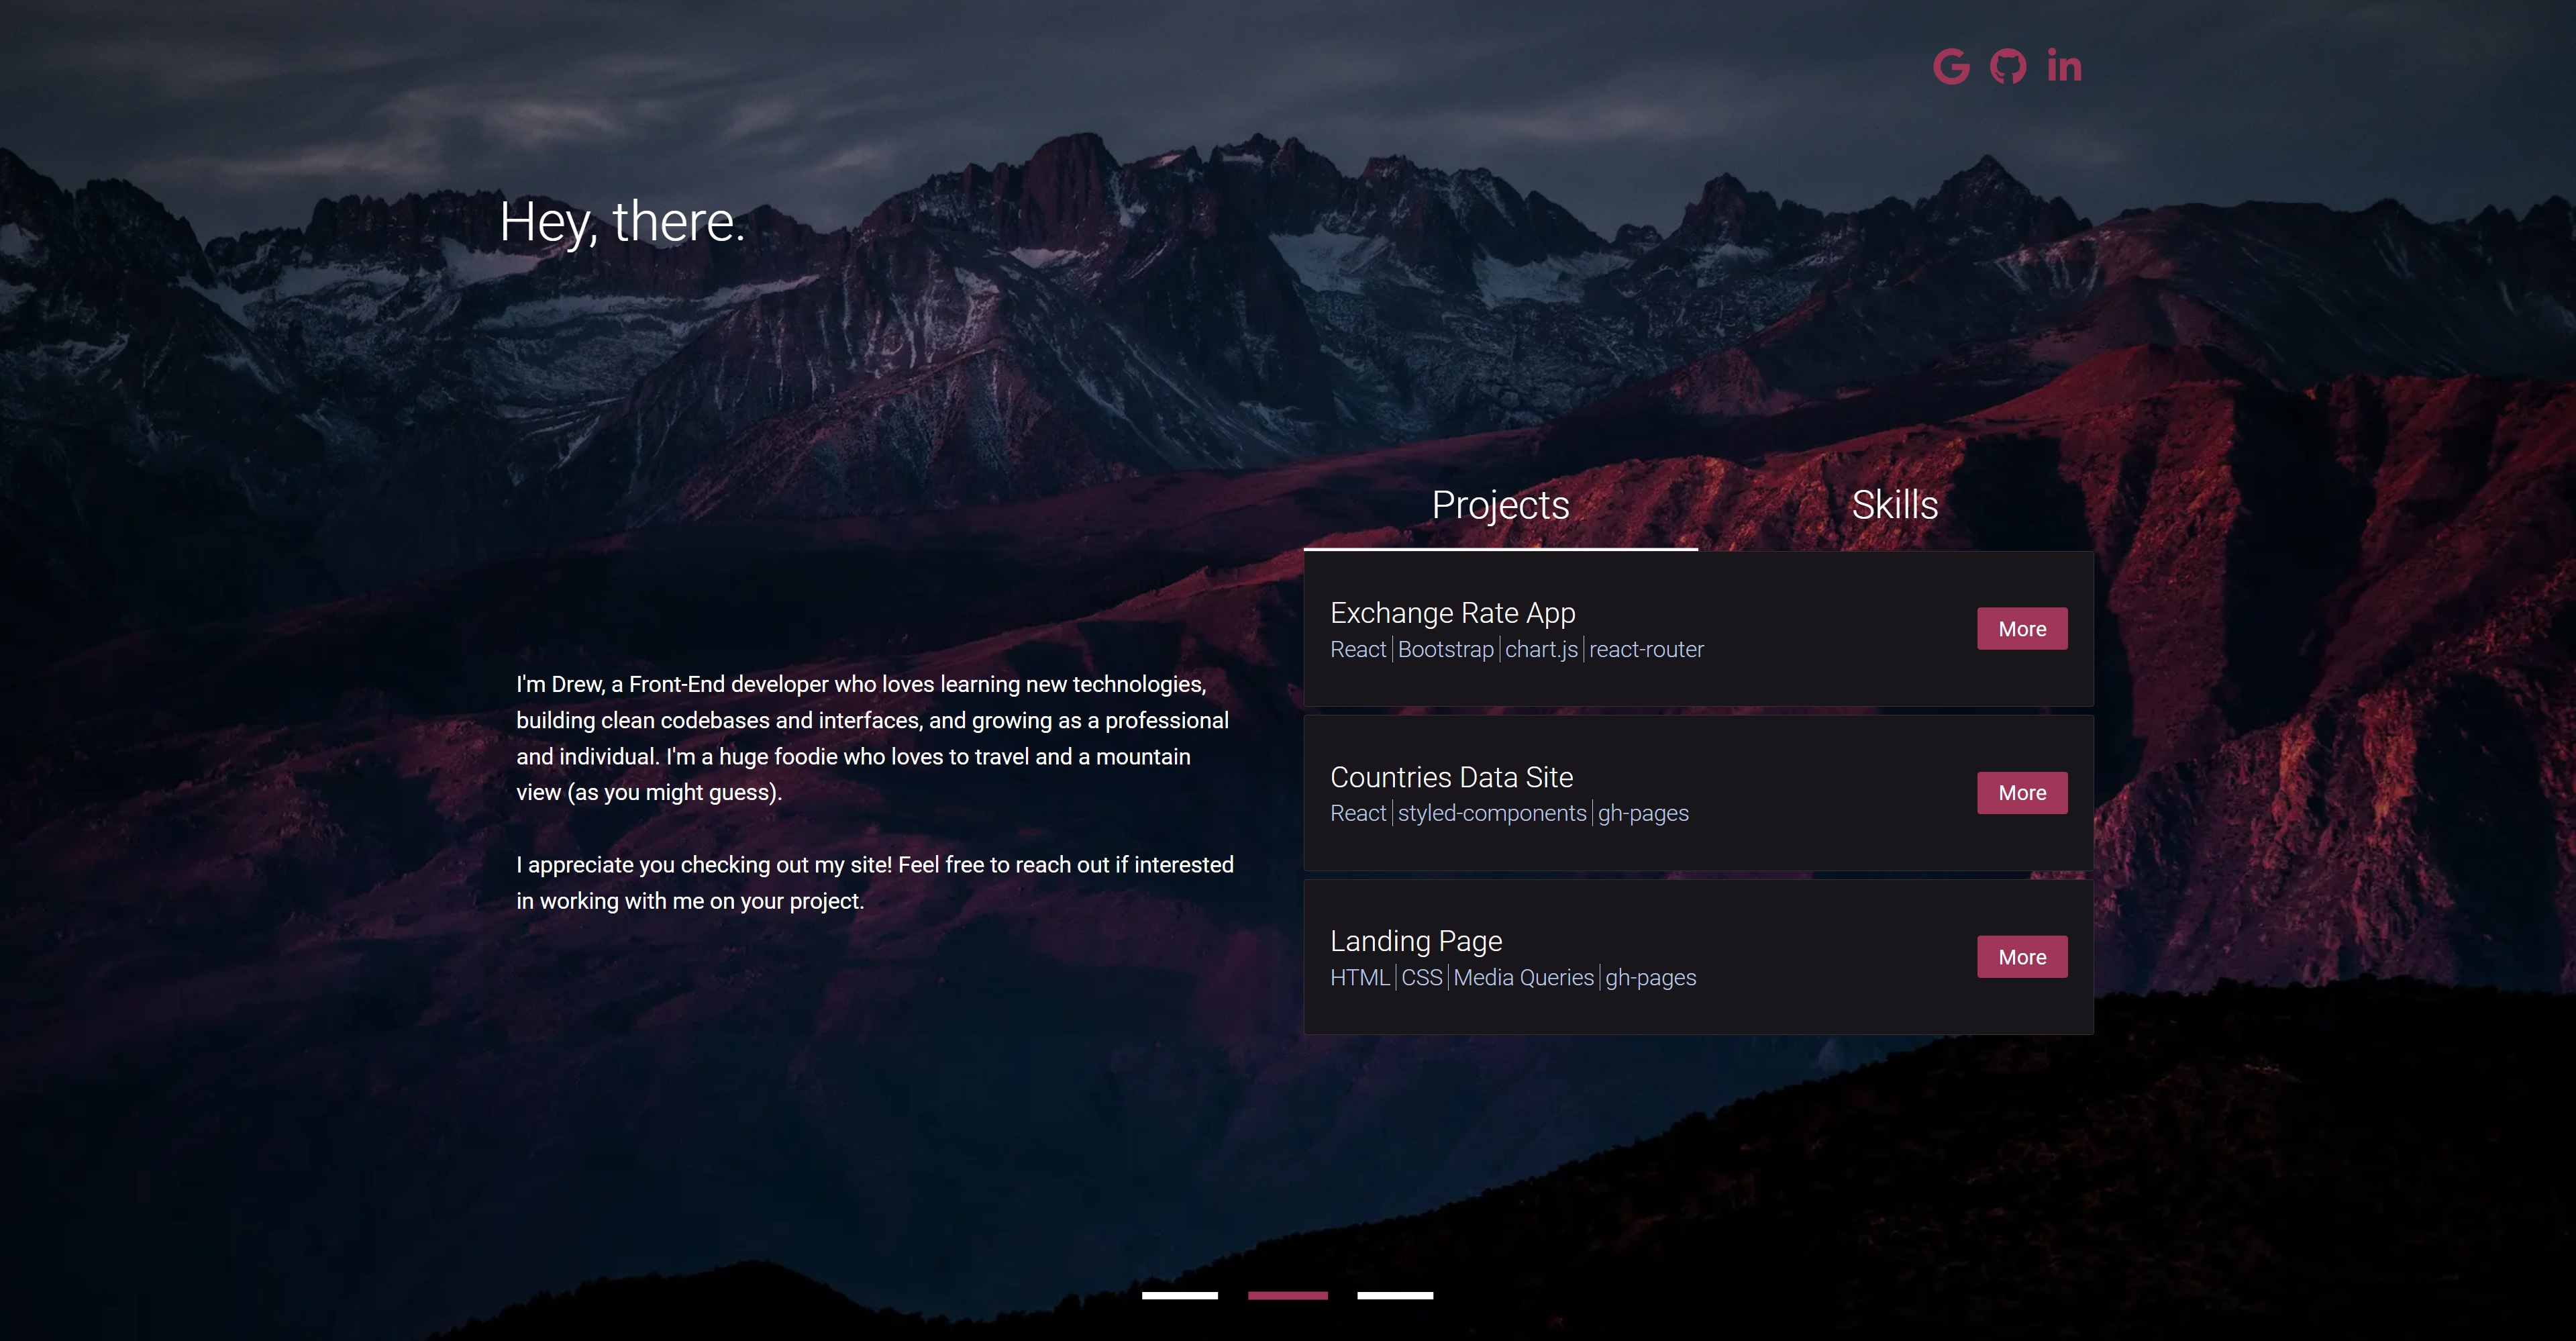 Hey, there.
Projects
Skills
I'm Drew, a Front-End developer who loves learning new technologies,
building clean codebases and interfaces, and growing as a professional
and individual. I'm a huge foodie who loves to travel and a mountain
view (as you might guess).
I appreciate you checking out my site! Feel free to reach out if interested
in working with me on your project.
Exchange Rate App
React | Bootstrap | chart.js | react-router
More
Countries Data Site
React | styled-components | gh-pages
More
Landing Page
HTML | CSS | Media Queries | gh-pages
More